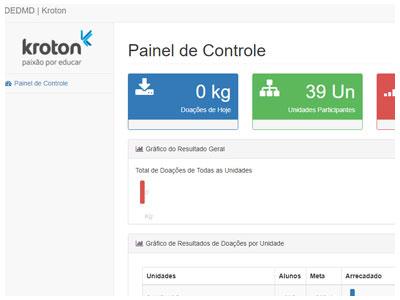 DEDMD | Kroton
kroton
paixão por educar
Painel de Controle
Painel de Controle
0 kg
Doações de Hoje
39 Un
Unidades Participantes
Gráfico do Resultado Geral
Total de Doações de Todas as Unidades
Kg
Gráfico de Resultados de Doações por Unidade
Unidades Alunos Meta Arrecadado